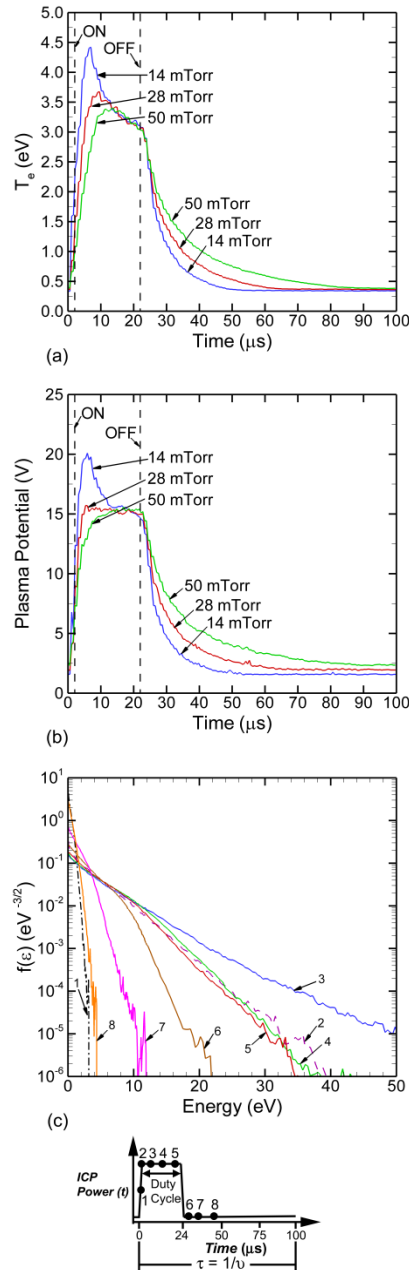 5.0
4.5
4.0
3.5
3.0
2.5
2.0
1.5
1.0
0.5
0.0
T_e (eV)
ON
OFF
14 mTorr
28 mTorr
50 mTorr
50 mTorr
28 mTorr
14 mTorr
0 10 20 30 40 50 60 70 80 90 100
Time (μs)
(a)
25
20
15
10
5
0
Plasma Potential (V)
ON
OFF
14 mTorr
28 mTorr
50 mTorr
50 mTorr
28 mTorr
14 mTorr
0 10 20 30 40 50 60 70 80 90 100
Time (μs)
(b)
10^1
10^0
10^-1
10^-2
10^-3
10^-4
10^-5
10^-6
f(ε) (eV^-3/2)
3
1
2
8
7
6
5
4
0 10 20 30 40 50
Energy (eV)
(c)
ICP
Power (t)
2 3 4 5
1
Duty
Cycle
6 7 8
0 24 50 75 100
Time (μs)
τ = 1/υ